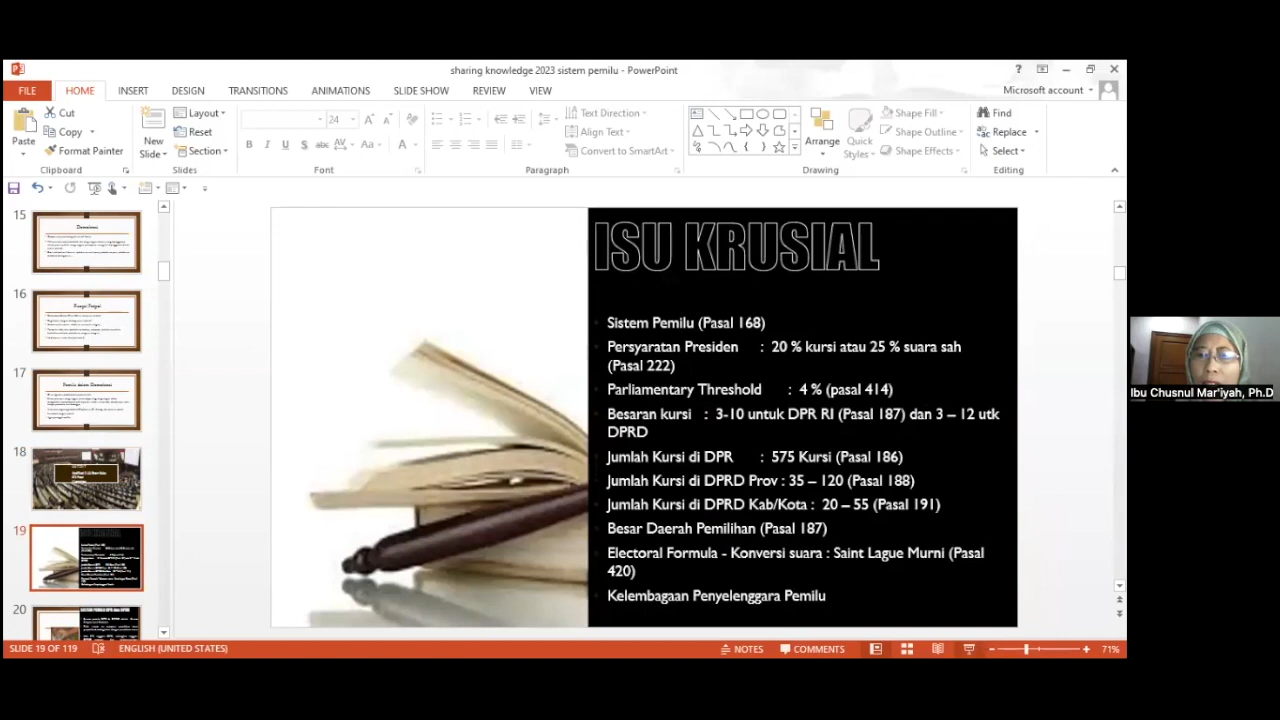 sharing knowledge 2023 sistem pemilu - PowerPoint
FILE HOME INSERT DESIGN TRANSITIONS ANIMATIONS SLIDE SHOW REVIEW VIEW
Microsoft account
Paste
Cut
Copy
Format Painter
Clipboard
New
Slide
Layout
Reset
Section
Slides
24
Font
Text Direction
Align Text
Convert to SmartArt
Paragraph
Arrange
Quick
Styles
Shape Fill
Shape Outline
Shape Effects
Drawing
Find
Replace
Select
Editing
15
16
17
18
19
20
ISU KRUSIAL
Sistem Pemilu (Pasal 168)
Persyaratan Presiden : 20 % kursi atau 25 % suara sah
(Pasal 222)
Parliamentary Threshold : 4 % (pasal 414)
Besaran kursi : 3-10 untuk DPR RI (Pasal 187) dan 3 – 12 utk
DPRD
Jumlah Kursi di DPR : 575 Kursi (Pasal 186)
Jumlah Kursi di DPRD Prov : 35 – 120 (Pasal 188)
Jumlah Kursi di DPRD Kab/Kota : 20 – 55 (Pasal 191)
Besar Daerah Pemilihan (Pasal 187)
Electoral Formula - Konversi suara : Saint Lague Murni (Pasal
420)
Kelembagaan Penyelenggara Pemilu
Ibu Chusnul Mar'iyah, Ph.D
SLIDE 19 OF 119 ENGLISH (UNITED STATES) NOTES COMMENTS 71%